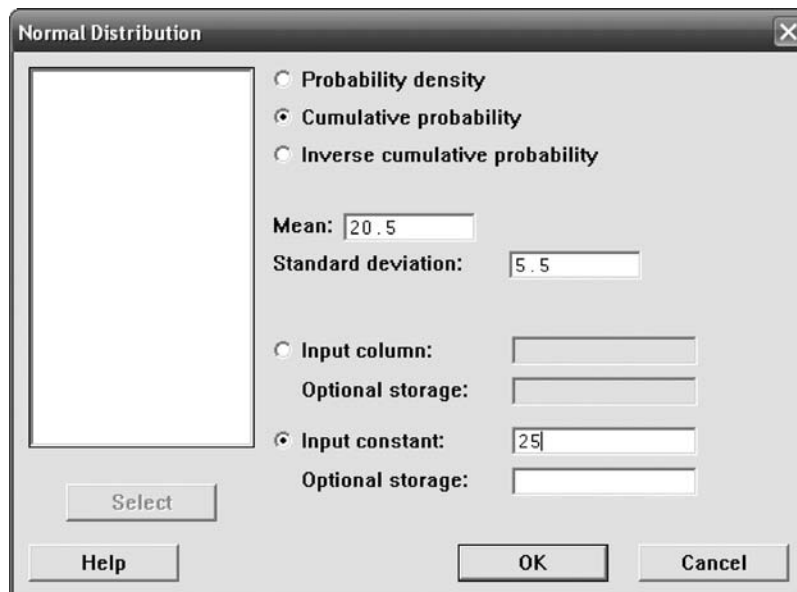 Normal Distribution
Probability density
Cumulative probability
Inverse cumulative probability
Mean: 20.5
Standard deviation: 5.5
Input column:
Optional storage:
Input constant: 25
Optional storage:
Select
Help OK Cancel